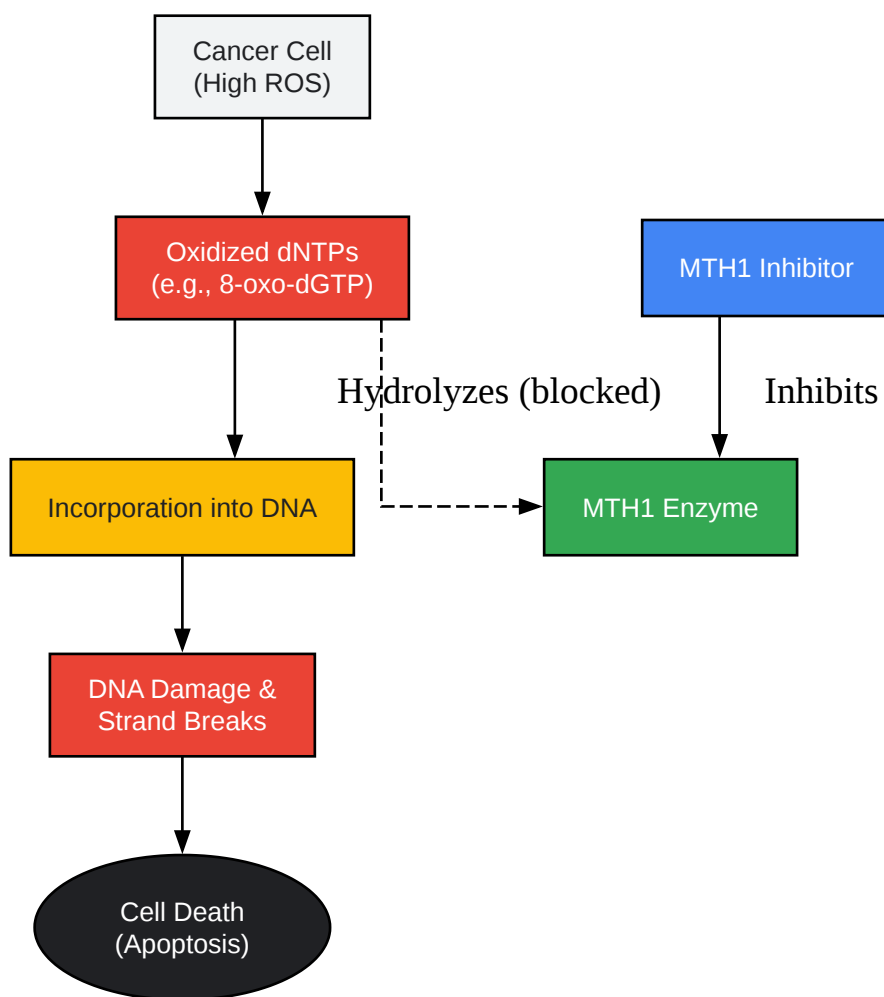 Cancer Cell
(High ROS)
Oxidized dNTPs
(e.g., 8-oxo-dGTP)
MTH1 Inhibitor
Hydrolyzes (blocked)
Inhibits
Incorporation into DNA
MTH1 Enzyme
DNA Damage &
Strand Breaks
Cell Death
(Apoptosis)